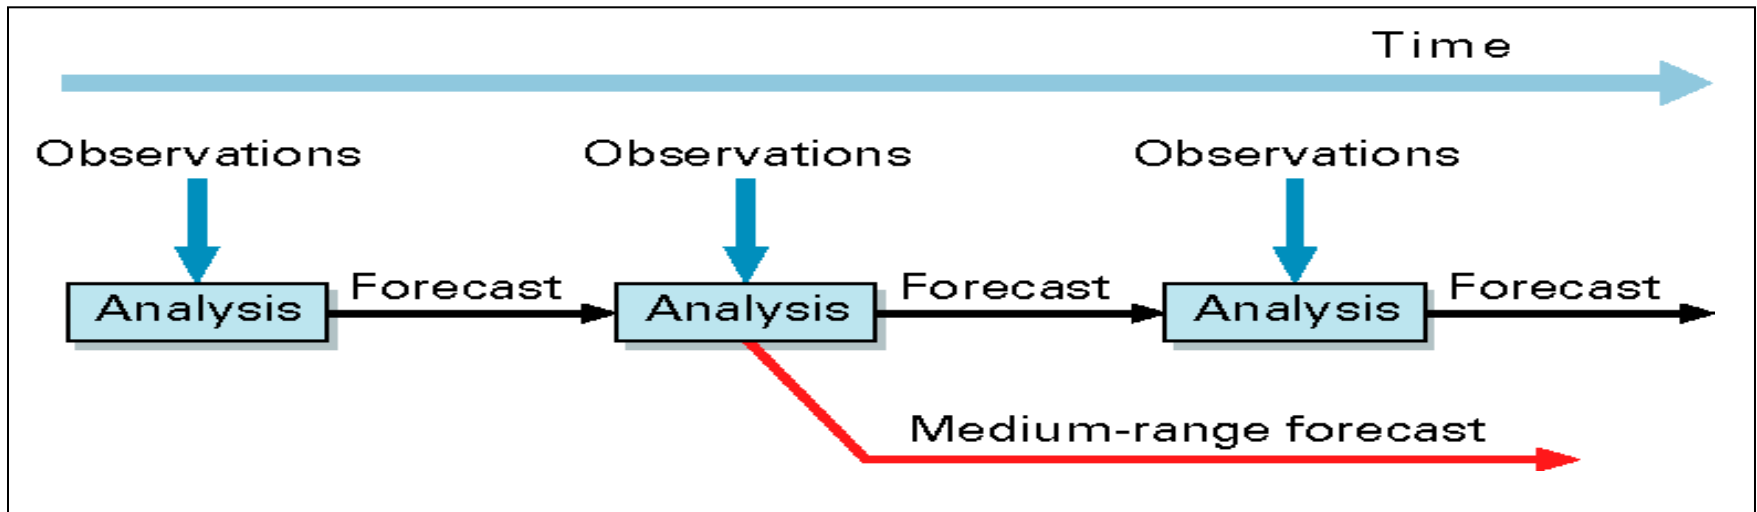 Time
Observations Observations Observations
Forecast Forecast Forecast
Analysis Analysis Analysis
Medium-range forecast